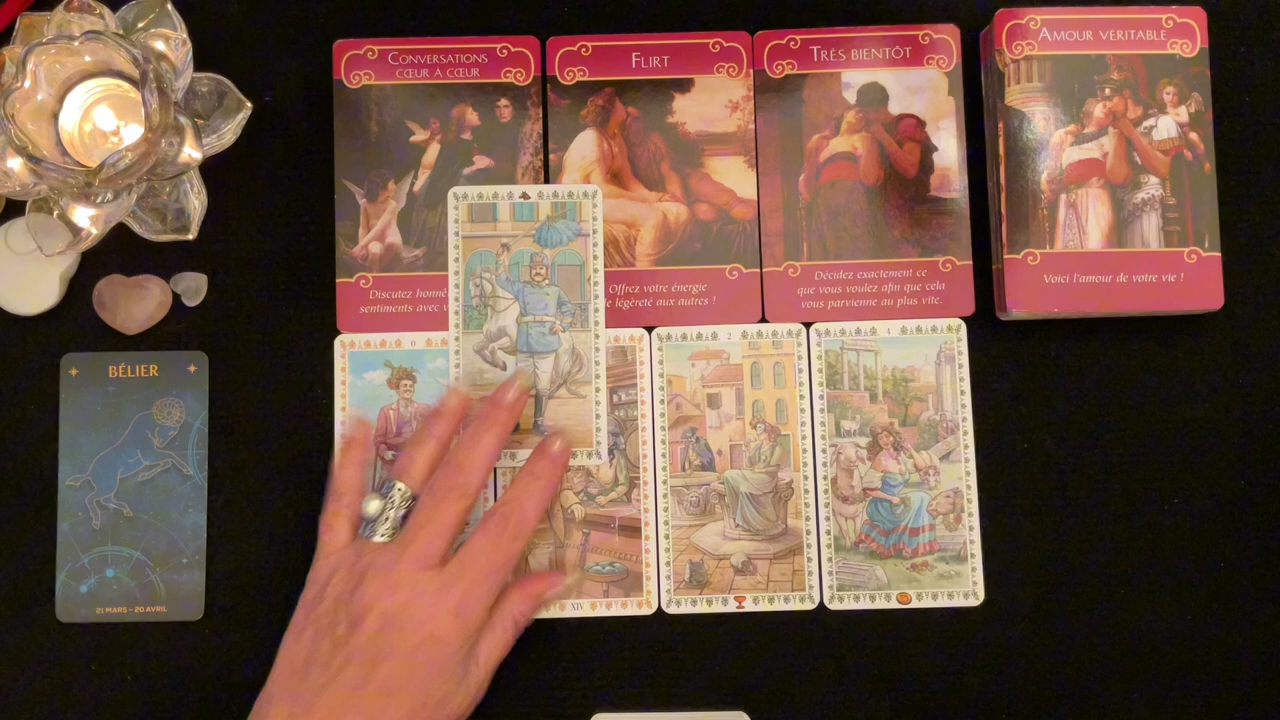 CONVERSATIONS
CŒUR À CŒUR
FLIRT
TRÈS BIENTÔT
AMOUR VÉRITABLE
Discutez honnê
sentiments avec v
Offrez votre énergie
de légèreté aux autres !
Décidez exactement ce
que vous voulez afin que cela
vous parvienne au plus vite.
Voici l'amour de votre vie !
0
2
4
BÉLIER
21 MARS - 20 AVRIL
XIV